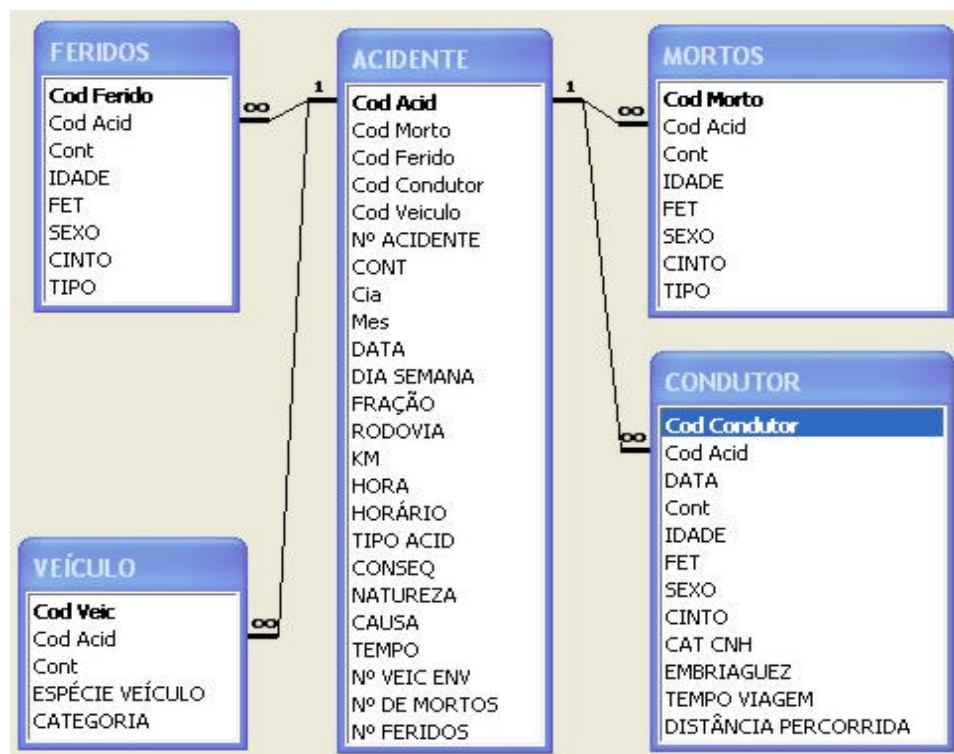 FERIDOS
Cod Ferido
Cod Acid
Cont
IDADE
FET
SEXO
CINTO
TIPO
ACIDENTE
Cod Acid
Cod Morto
Cod Ferido
Cod Condutor
Cod Veiculo
Nº ACIDENTE
CONT
Cia
Mes
DATA
DIA SEMANA
FRAÇÃO
RODOVIA
KM
HORA
HORÁRIO
TIPO ACID
CONSEQ
NATUREZA
CAUSA
TEMPO
Nº VEIC ENV
Nº DE MORTOS
Nº FERIDOS
MORTOS
Cod Morto
Cod Acid
Cont
IDADE
FET
SEXO
CINTO
TIPO
CONDUTOR
Cod Condutor
Cod Acid
DATA
Cont
IDADE
FET
SEXO
CINTO
CAT CNH
EMBRIAGUEZ
TEMPO VIAGEM
DISTÂNCIA PERCORRIDA
VEÍCULO
Cod Veic
Cod Acid
Cont
ESPÉCIE VEÍCULO
CATEGORIA
∞
1
1
∞
∞
∞